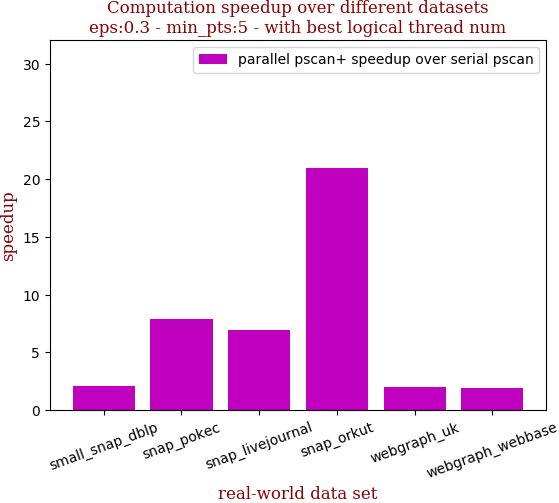 Computation speedup over different datasets
eps:0.3 - min_pts:5 - with best logical thread num
parallel pscan+ speedup over serial pscan
speedup
30
25
20
15
10
5
0
small_snap_dblp
snap_pokec
snap_livejournal
snap_orkut
webgraph_uk
webgraph_webbase
real-world data set